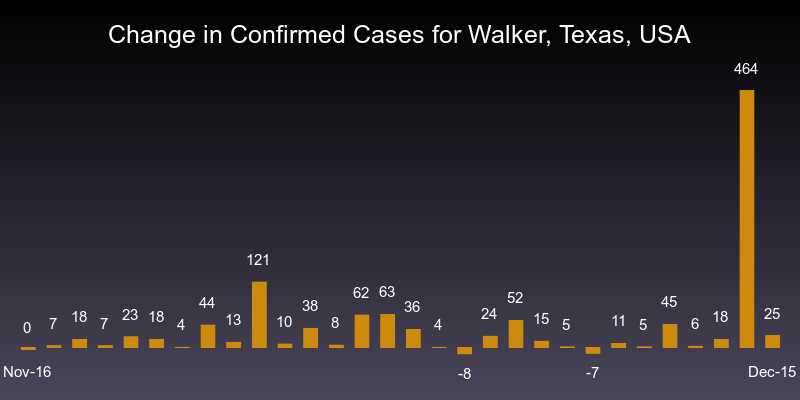 Change in Confirmed Cases for Walker, Texas, USA
464
121
62 63
44 38 36 52 45
0 7 18 7 23 18 4 13 10 8 4 24 15 5 11 5 6 18 25
-8 -7
Nov-16 Dec-15